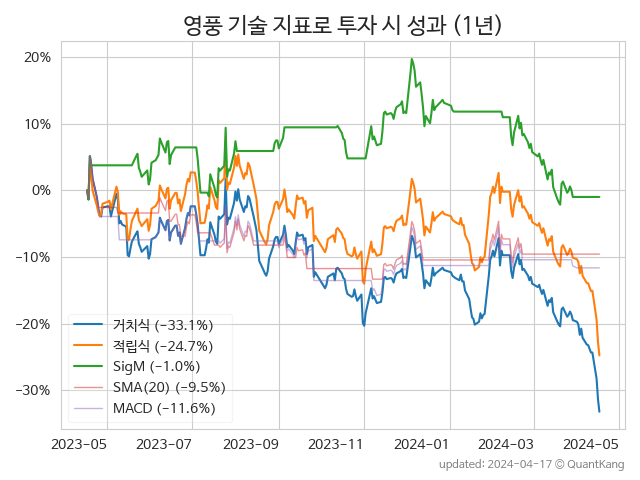 영풍 기술 지표로 투자 시 성과 (1년)
20%
10%
0%
−10%
−20%
−30%
거치식 (−33.1%)
적립식 (−24.7%)
SigM (−1.0%)
SMA(20) (−9.5%)
MACD (−11.6%)
2023−05 2023−07 2023−09 2023−11 2024−01 2024−03 2024−05
updated: 2024-04-17 © QuantKang